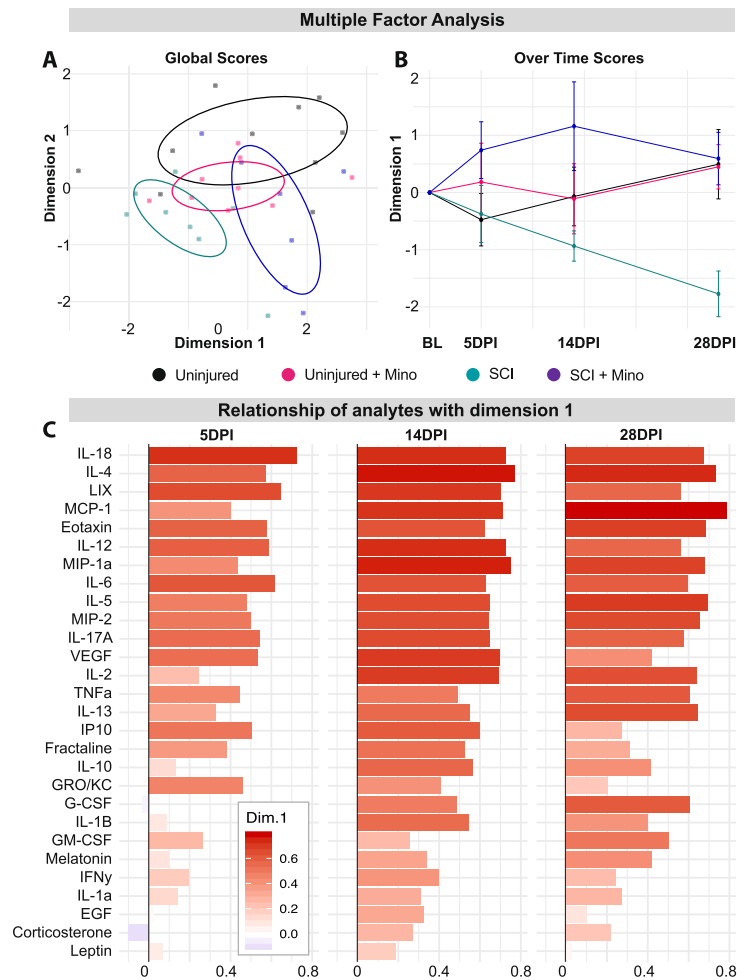 Multiple Factor Analysis
A
Global Scores
B
Over Time Scores
2
1
0
-1
-2
Dimension 2
-2
0
2
Dimension 1
2
1
0
-1
-2
Dimension 1
BL
5DPI
14DPI
28DPI
Uninjured
Uninjured + Mino
SCI
SCI + Mino
Relationship of analytes with dimension 1
C
5DPI
14DPI
28DPI
IL-18
IL-4
LIX
MCP-1
Eotaxin
IL-12
MIP-1a
IL-6
IL-5
MIP-2
IL-17A
VEGF
IL-2
TNFa
IL-13
IP10
Fractaline
IL-10
GRO/KC
G-CSF
IL-1B
GM-CSF
Melatonin
IFNy
IL-1a
EGF
Corticosterone
Leptin
Dim.1
0.6
0.4
0.2
0.0
0 0.4 0.8
0 0.4 0.8
0 0.4 0.8